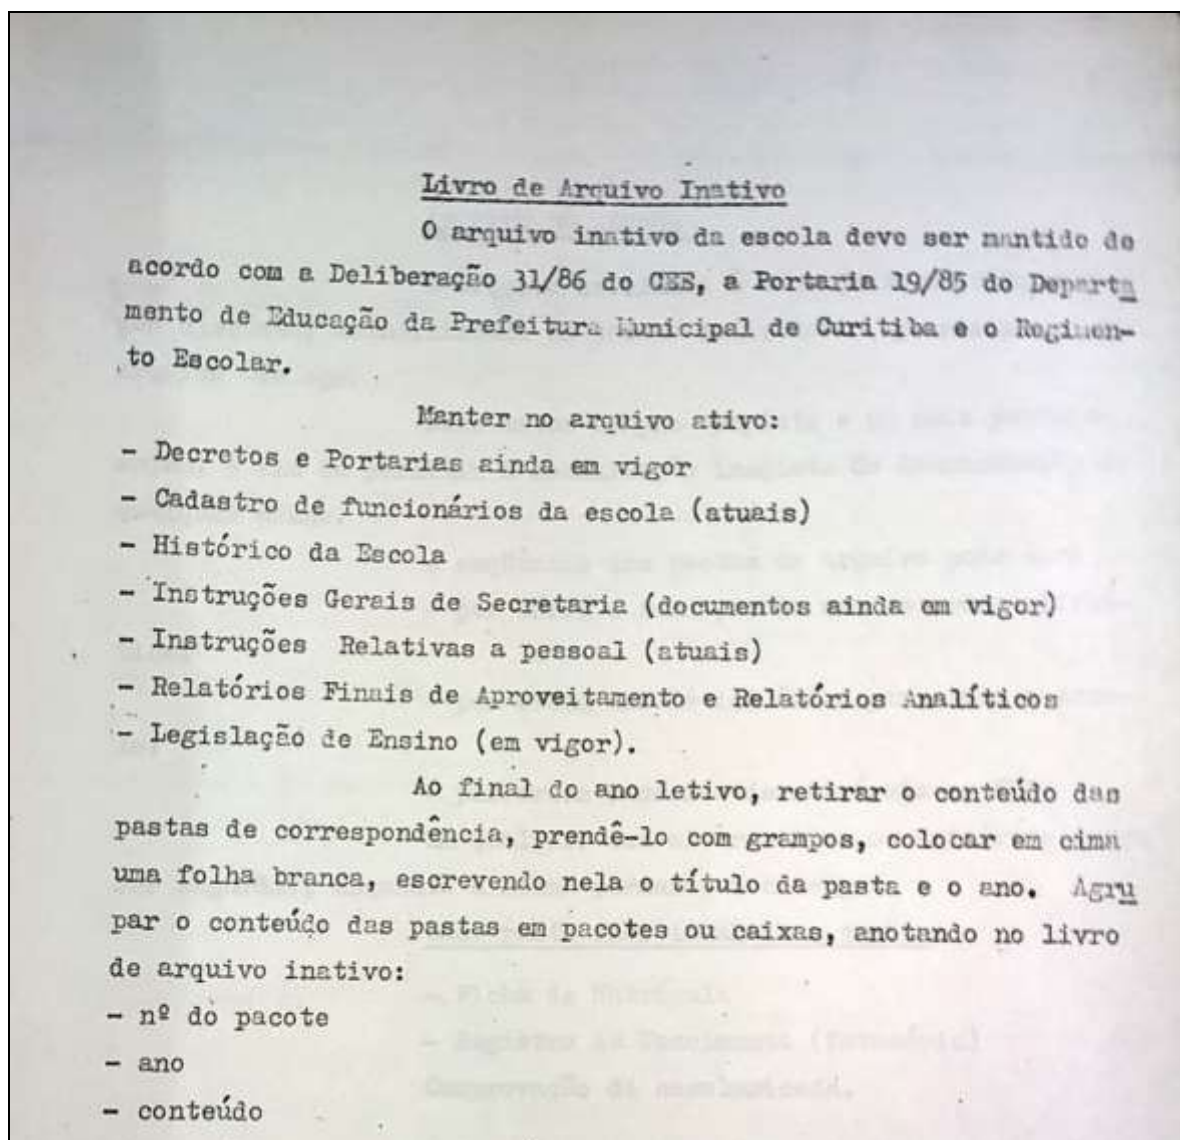 Livro de Arquivo Inativo
O arquivo inativo da escola deve ser mantido de
acordo com a Deliberação 31/86 do CEE, a Portaria 19/85 do Departa
mento de Educação da Prefeitura Municipal de Curitiba e o Regimen-
to Escolar.
Manter no arquivo ativo:
- Decretos e Portarias ainda em vigor
- Cadastro de funcionários da escola (atuais)
- Histórico da Escola
- Instruções Gerais de Secretaria (documentos ainda em vigor)
- Instruções Relativas a pessoal (atuais)
- Relatórios Finais de Aproveitamento e Relatórios Analíticos
- Legislação de Ensino (em vigor).
Ao final do ano letivo, retirar o conteúdo das
pastas de correspondência, prendê-lo com grampos, colocar em cima
uma folha branca, escrevendo nela o título da pasta e o ano. Agru
par o conteúdo das pastas em pacotes ou caixas, anotando no livro
de arquivo inativo:
- nº do pacote
- ano
- conteúdo
- Ficha de Matrícula
- Registro de Nascimento